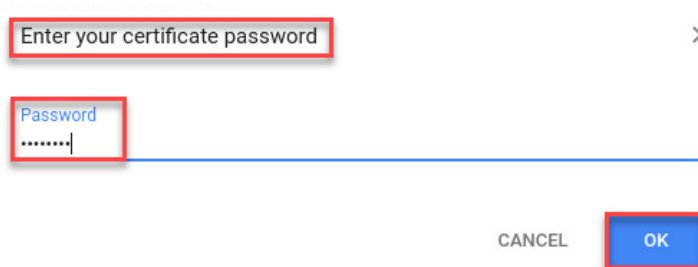 Enter your certificate password
Password
••••••••
CANCEL OK